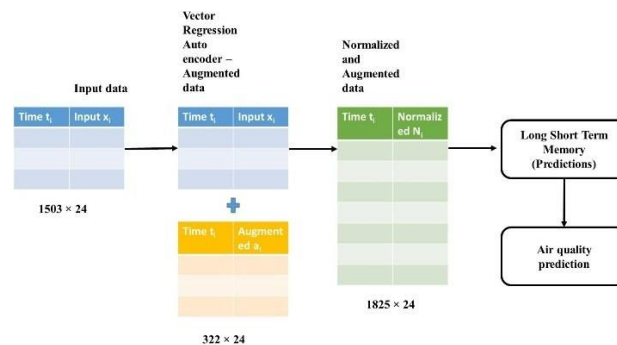 Input data
Time tᵢ Input xᵢ
1503 × 24
Vector
Regression
Auto
encoder –
Augmented
data
Time tᵢ Input xᵢ
Time tᵢ Augment
ed aᵢ
322 × 24
Normalized
and
Augmented
data
Time tᵢ Normaliz
ed Nᵢ
1825 × 24
Long Short Term
Memory
(Predictions)
Air quality
prediction